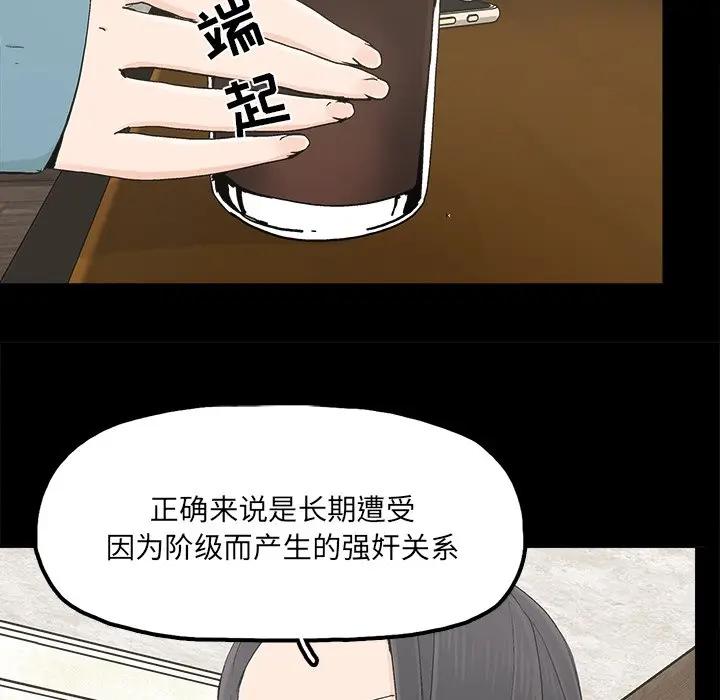 端起
正确来说是长期遭受
因为阶级而产生的强奸关系